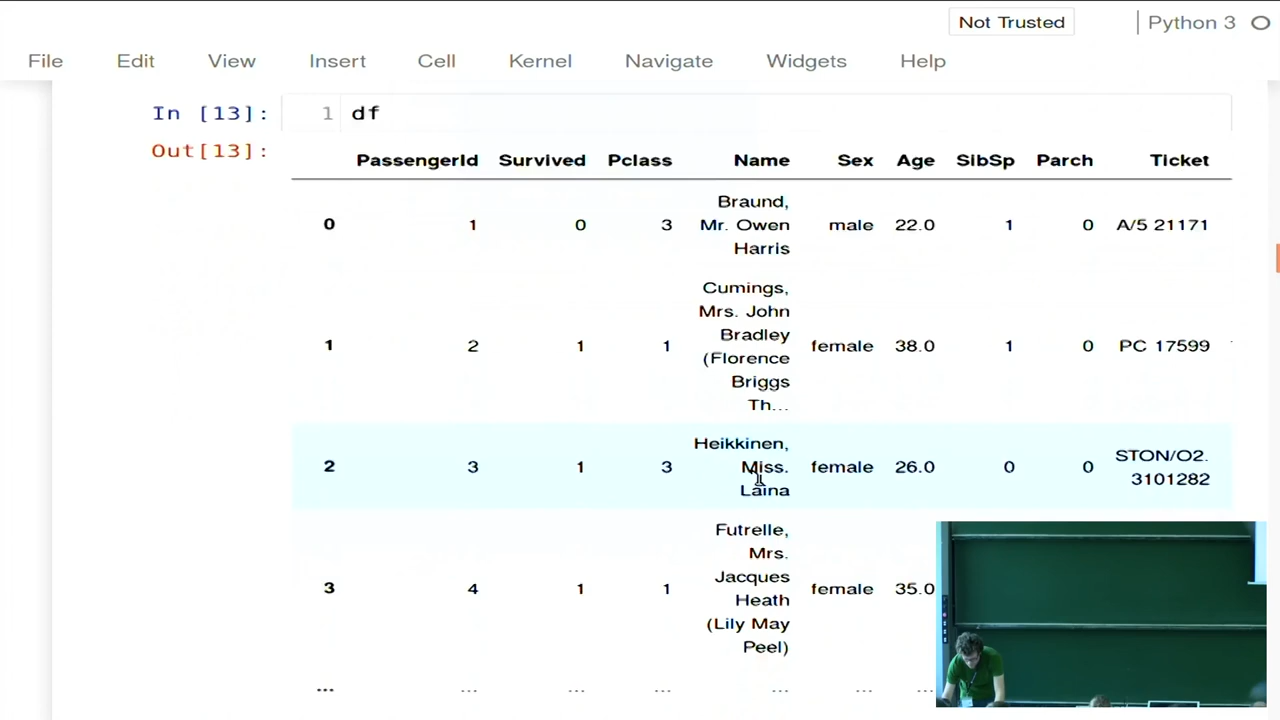 Not Trusted
Python 3
File Edit View Insert Cell Kernel Navigate Widgets Help
In [13]: 1 df
Out[13]:
PassengerId Survived Pclass Name Sex Age SibSp Parch Ticket
Braund,
0 1 0 3 Mr. Owen male 22.0 1 0 A/5 21171
Harris
Cumings,
Mrs. John
Bradley
1 2 1 1 female 38.0 1 0 PC 17599
(Florence
Briggs
Th...
Heikkinen,
STON/O2.
2 3 1 3 Miss. female 26.0 0 0
3101282
Laina
Futrelle,
Mrs.
Jacques
3 4 1 1 female 35.0
Heath
(Lily May
Peel)
... ... ... ... ... ... ...